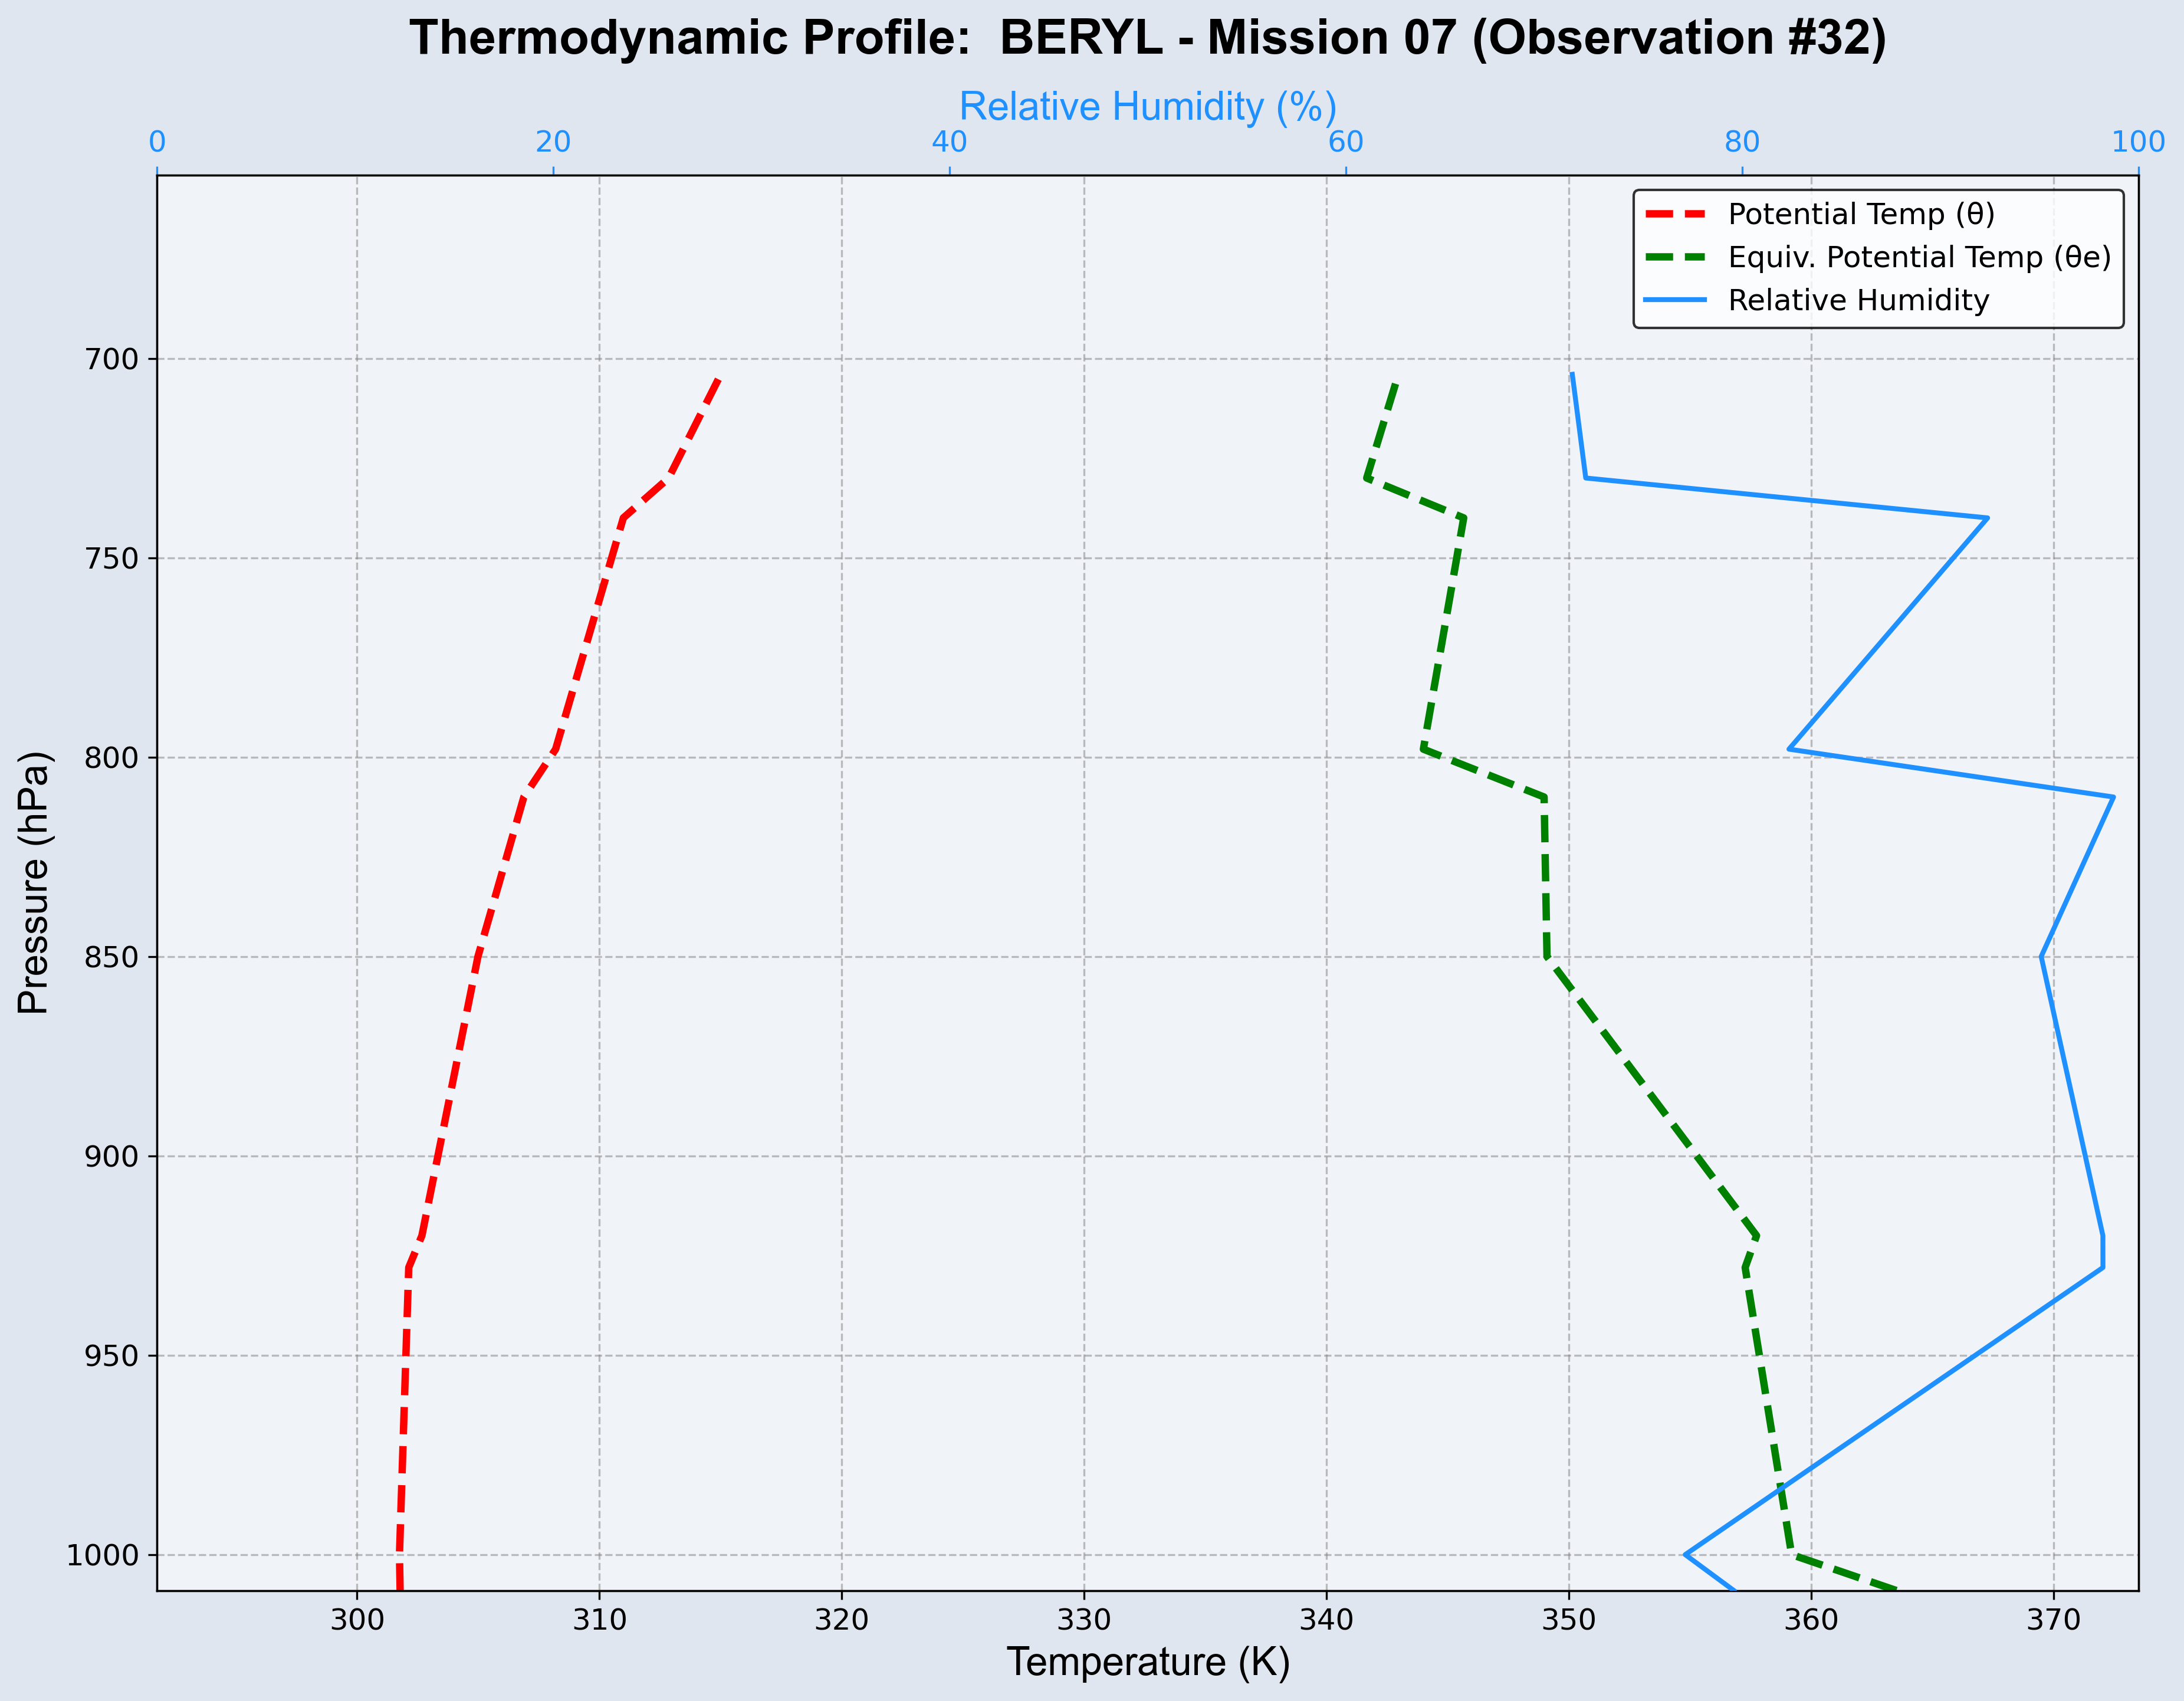 Thermodynamic Profile:  BERYL - Mission 07 (Observation #32)
Relative Humidity (%)
0 20 40 60 80 100
Potential Temp (θ)
Equiv. Potential Temp (θe)
Relative Humidity
Pressure (hPa)
700
750
800
850
900
950
1000
300 310 320 330 340 350 360 370
Temperature (K)